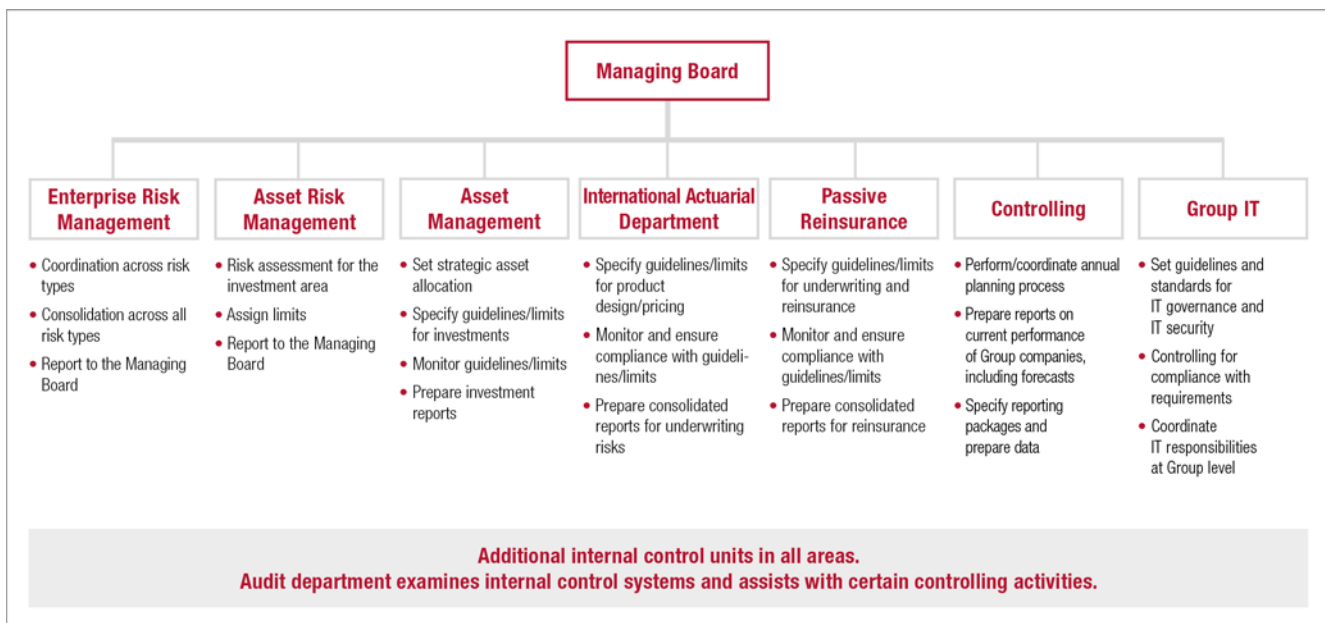 Managing Board
Enterprise Risk
Management
• Coordination across risk
types
• Consolidation across all
risk types
• Report to the Managing
Board
Asset Risk
Management
• Risk assessment for the
investment area
• Assign limits
• Report to the Managing
Board
Asset
Management
• Set strategic asset
allocation
• Specify guidelines/limits
for investments
• Monitor guidelines/limits
• Prepare investment
reports
International Actuarial
Department
• Specify guidelines/limits
for product
design/pricing
• Monitor and ensure
compliance with guideli-
nes/limits
• Prepare consolidated
reports for underwriting
risks
Passive
Reinsurance
• Specify guidelines/limits
for underwriting and
reinsurance
• Monitor and ensure
compliance with
guidelines/limits
• Prepare consolidated
reports for reinsurance
Controlling
• Perform/coordinate annual
planning process
• Prepare reports on
current performance
of Group companies,
including forecasts
• Specify reporting
packages and
prepare data
Group IT
• Set guidelines and
standards for
IT governance and
IT security
• Controlling for
compliance with
requirements
• Coordinate
IT responsibilities
at Group level
Additional internal control units in all areas.
Audit department examines internal control systems and assists with certain controlling activities.